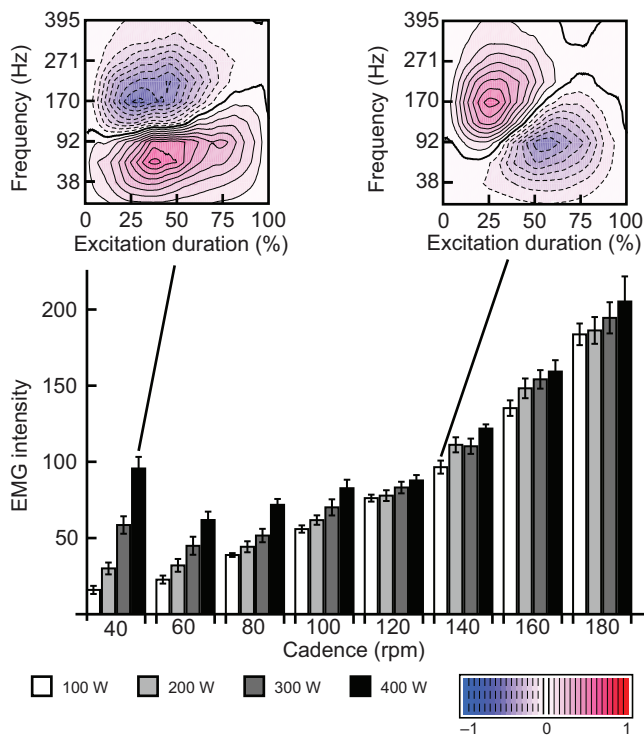 395
271
170
92
38
Frequency (Hz)
0 25 50 75 100
Excitation duration (%)
395
271
170
92
38
Frequency (Hz)
0 25 50 75 100
Excitation duration (%)
200
150
100
50
EMG intensity
40 60 80 100 120 140 160 180
Cadence (rpm)
100 W 200 W 300 W 400 W
–1 0 1